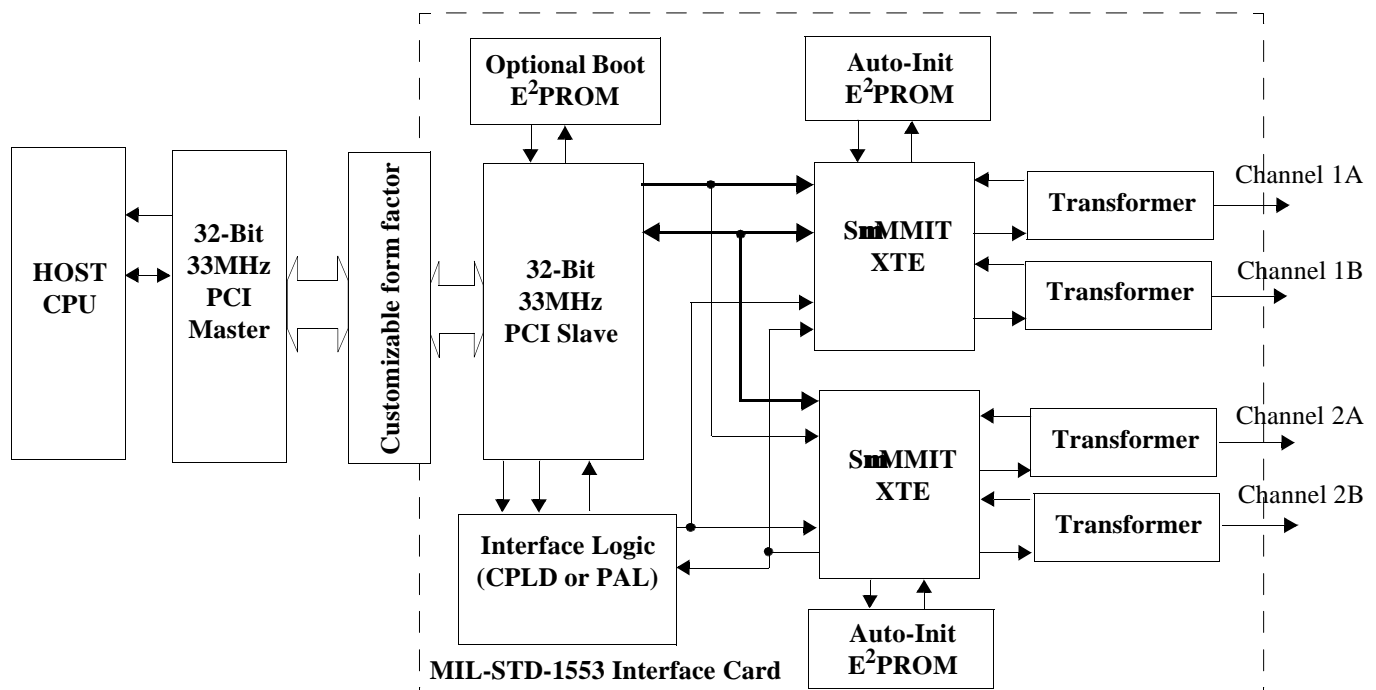 Optional Boot
E²PROM
Auto-Init
E²PROM
HOST
CPU
32-Bit
33MHz
PCI
Master
Customizable form factor
32-Bit
33MHz
PCI Slave
SµMMIT
XTE
Transformer
Channel 1A
Transformer
Channel 1B
SµMMIT
XTE
Transformer
Channel 2A
Transformer
Channel 2B
Interface Logic
(CPLD or PAL)
Auto-Init
E²PROM
MIL-STD-1553 Interface Card